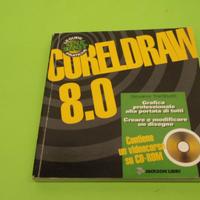 CORELDRAW
8.0
Grafica
professionale
alla portata di tutti
Creare e modificare
un disegno
Contiene
un videocorso
su CD-ROM
JACKSON LIBRI